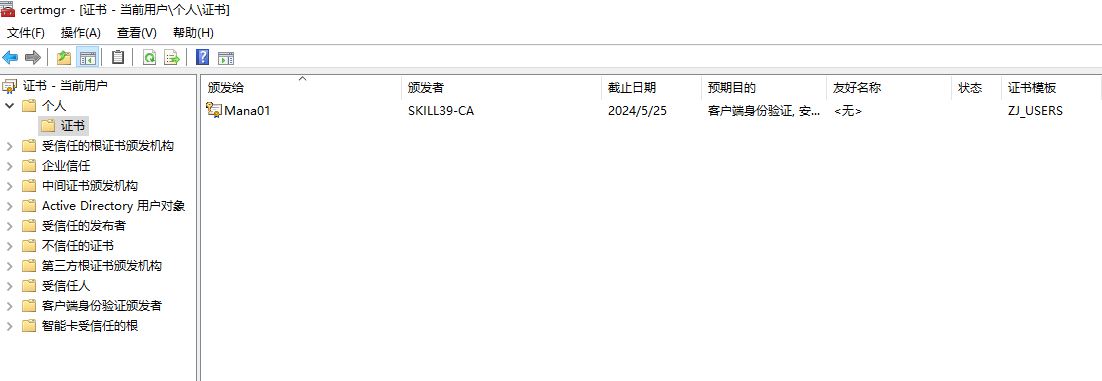 certmgr - [证书 - 当前用户\个人\证书]
文件(F) 操作(A) 查看(V) 帮助(H)
证书 - 当前用户
个人
证书
受信任的根证书颁发机构
企业信任
中间证书颁发机构
Active Directory 用户对象
受信任的发布者
不信任的证书
第三方根证书颁发机构
受信任人
客户端身份验证颁发者
智能卡受信任的根
颁发给 颁发者 截止日期 预期目的 友好名称 状态 证书模板
Mana01 SKILL39-CA 2024/5/25 客户端身份验证, 安... <无> ZJ_USERS